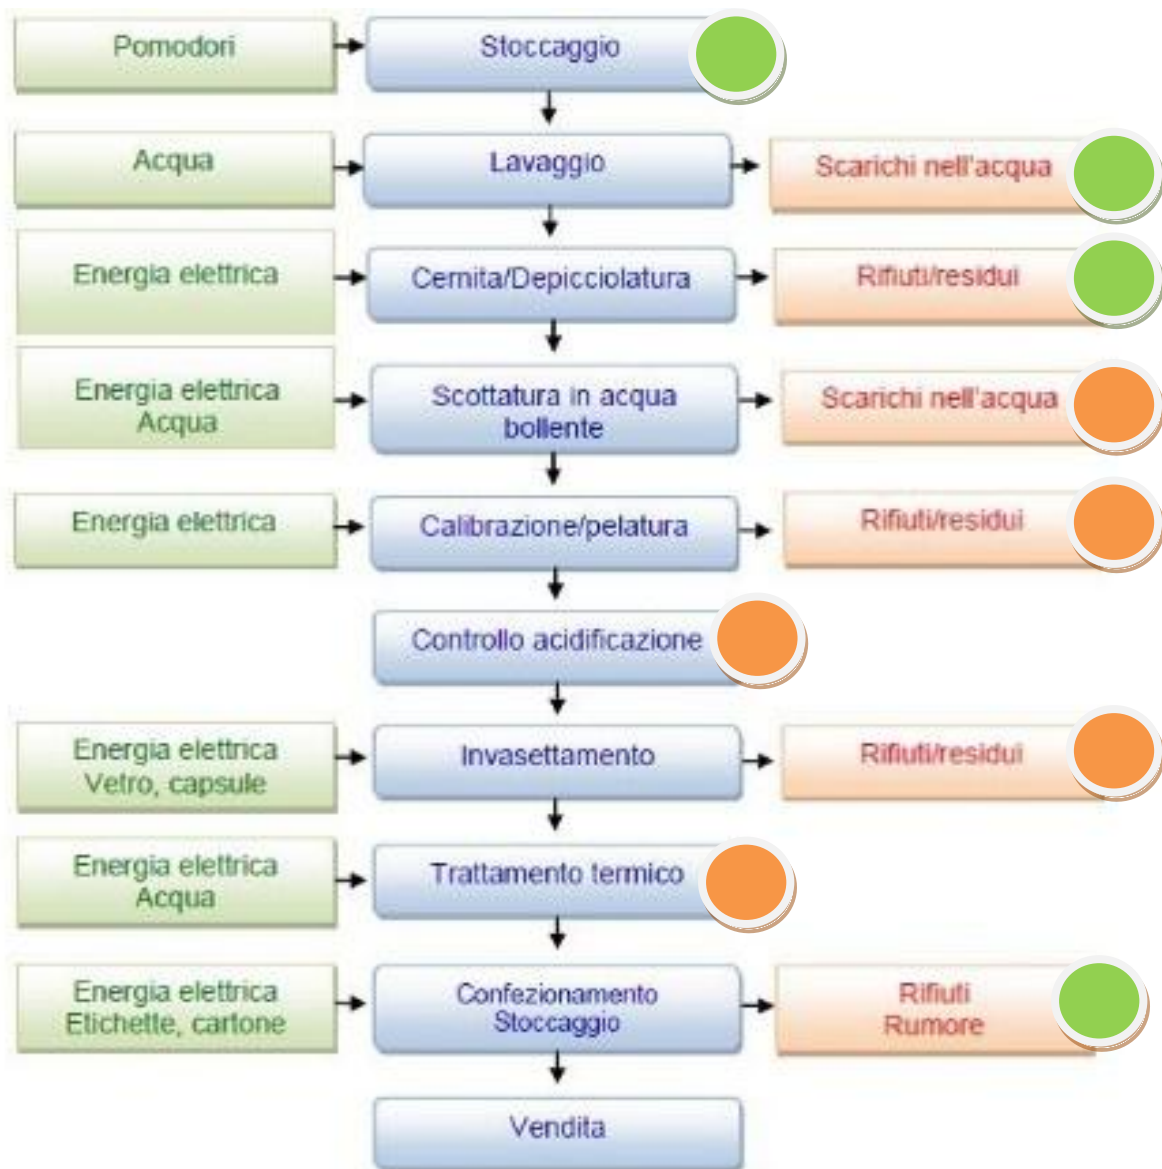 Pomodori
Stoccaggio
Acqua
Lavaggio
Scarichi nell'acqua
Energia elettrica
Cernita/Depicciolatura
Rifiuti/residui
Energia elettrica
Acqua
Scottatura in acqua
bollente
Scarichi nell'acqua
Energia elettrica
Calibrazione/pelatura
Rifiuti/residui
Controllo acidificazione
Energia elettrica
Vetro, capsule
Invasettamento
Rifiuti/residui
Energia elettrica
Acqua
Trattamento termico
Energia elettrica
Etichette, cartone
Confezionamento
Stoccaggio
Rifiuti
Rumore
Vendita